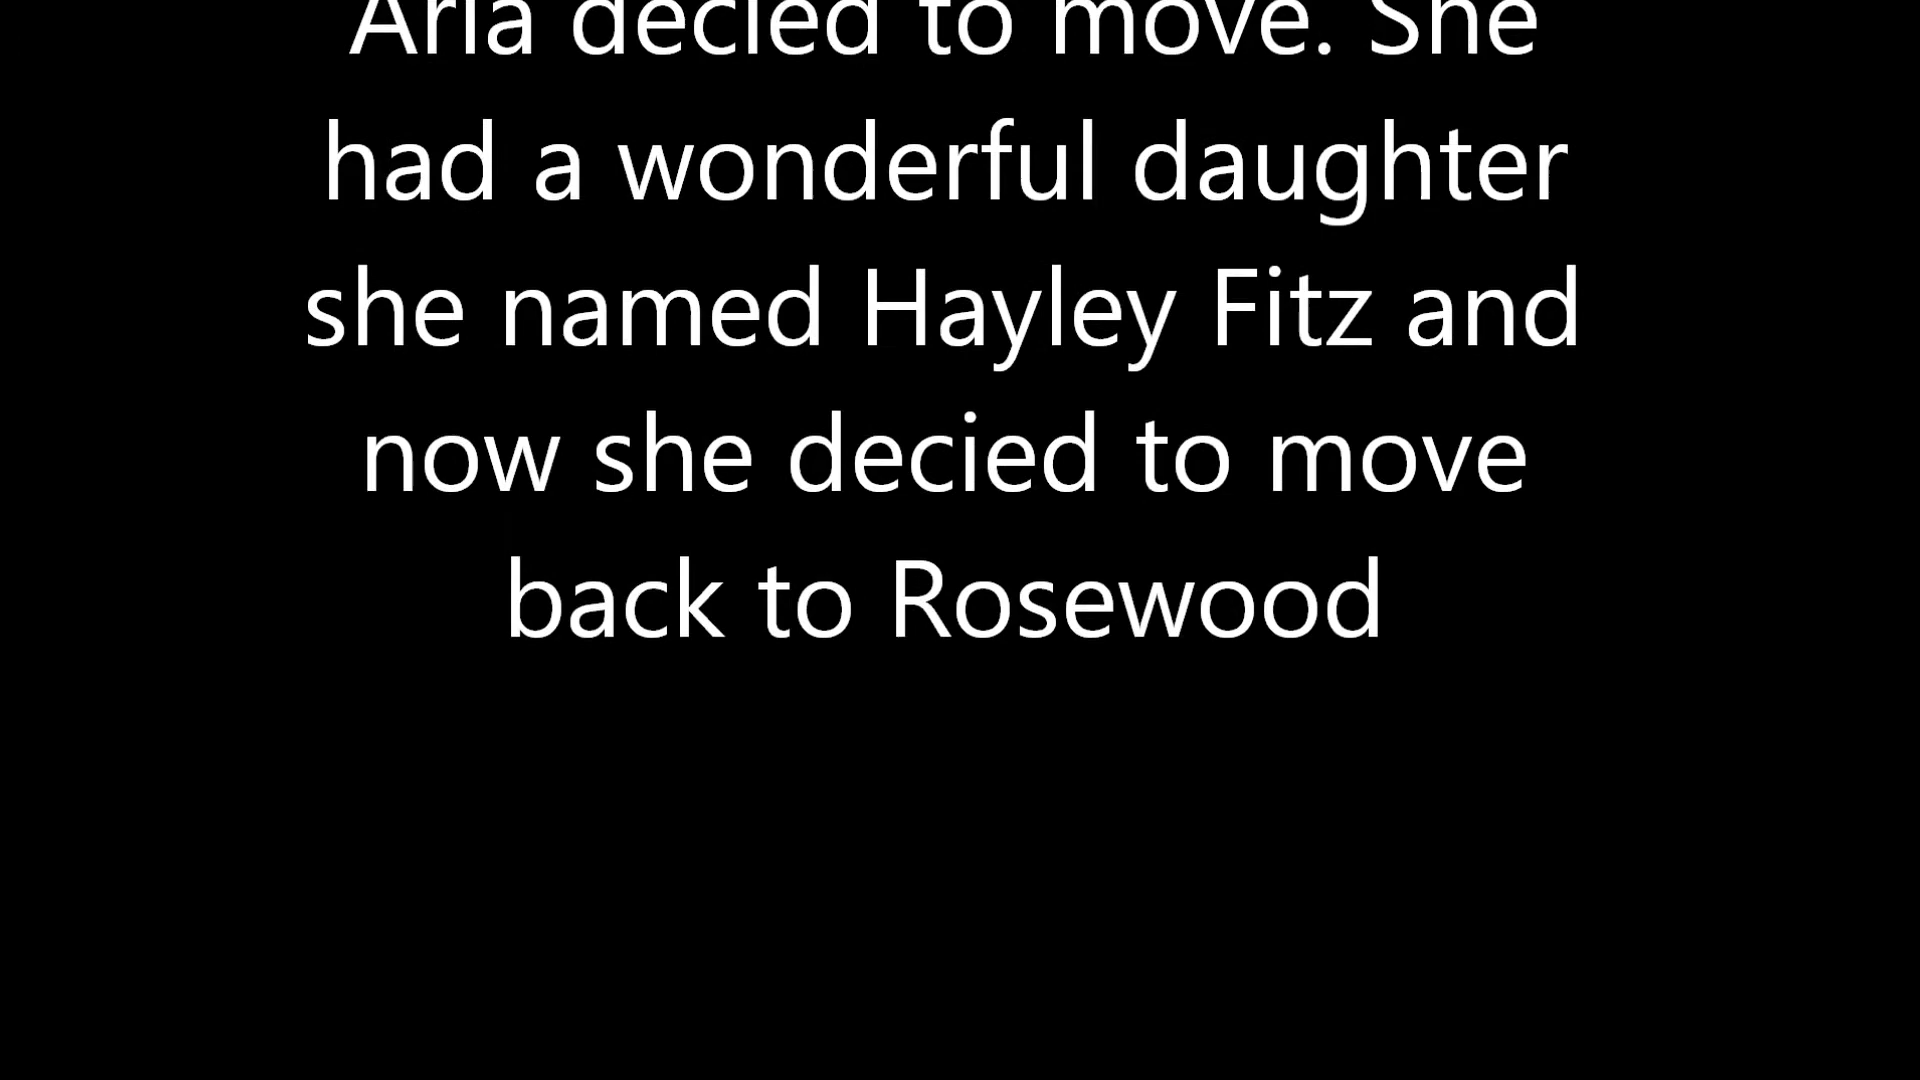 Aria decied to move. She
had a wonderful daughter
she named Hayley Fitz and
now she decied to move
back to Rosewood